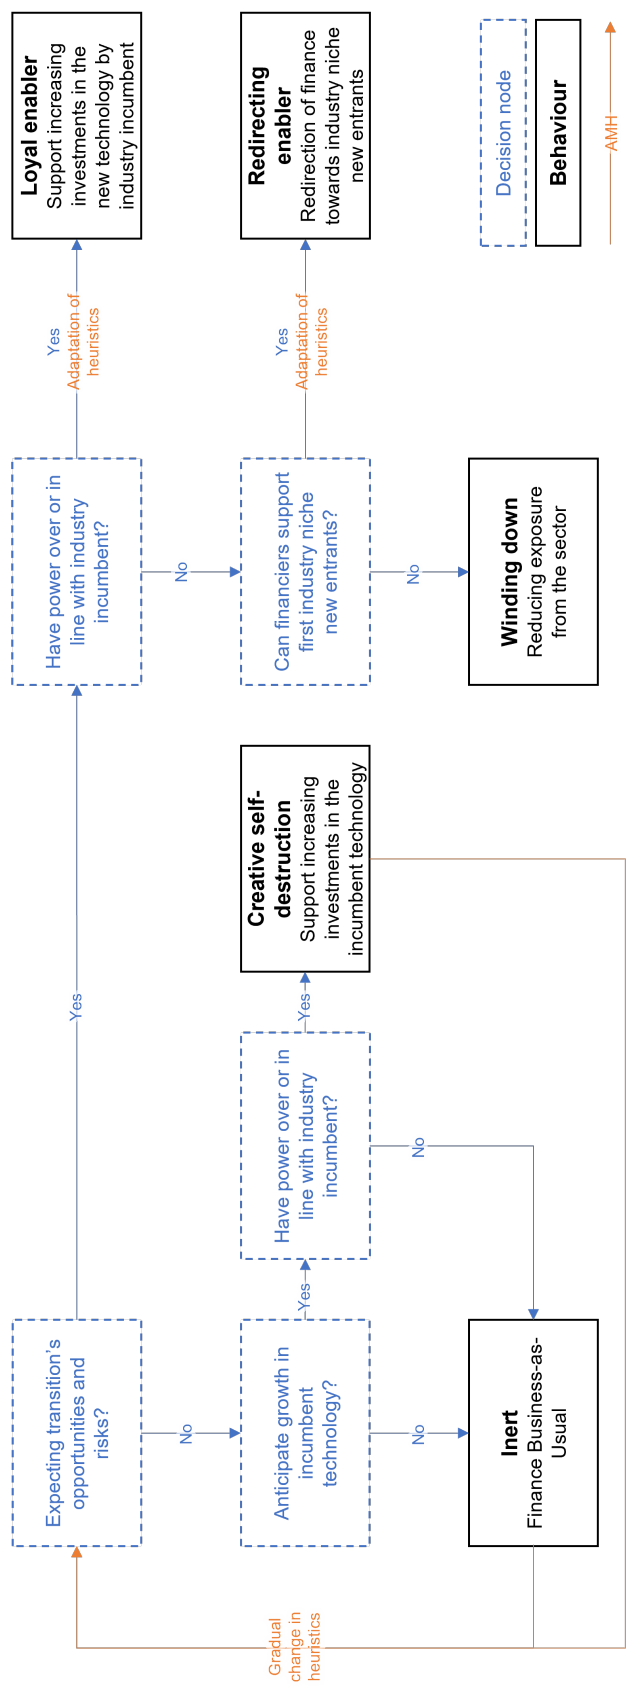 Expecting transition's
opportunities and
risks?
Yes
Have power over or in
line with industry
incumbent?
Yes
Adaptation of
heuristics
Loyal enabler
Support increasing
investments in the
new technology by
industry incumbent
No
No
Gradual
change in
heuristics
Anticipate growth in
incumbent
technology?
Yes
Have power over or in
line with industry
incumbent?
Yes
Creative self-
destruction
Support increasing
investments in the
incumbent technology
Can financiers support
first industry niche
new entrants?
Yes
Adaptation of
heuristics
Redirecting
enabler
Redirection of finance
towards industry niche
new entrants
No
No
No
Inert
Finance Business-as-
Usual
Winding down
Reducing exposure
from the sector
Decision node
Behaviour
AMH